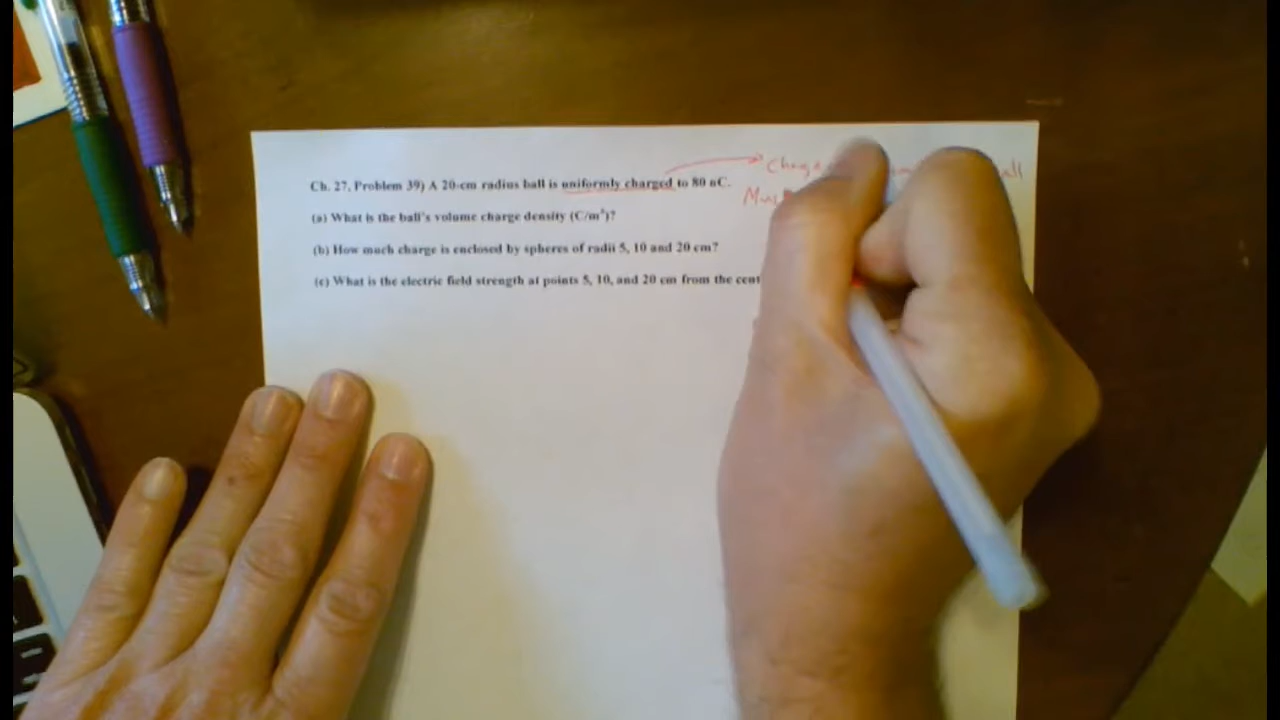 Ch. 27, Problem 39) A 20-cm radius ball is uniformly charged to 80 nC.
(a) What is the ball's volume charge density (C/m³)?
(b) How much charge is enclosed by spheres of radii 5, 10 and 20 cm?
(c) What is the electric field strength at points 5, 10, and 20 cm from the